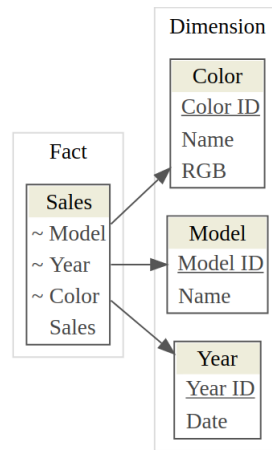 Dimension
Color
Color ID
Name
RGB
Fact
Sales
~ Model
~ Year
~ Color
Sales
Model
Model ID
Name
Year
Year ID
Date